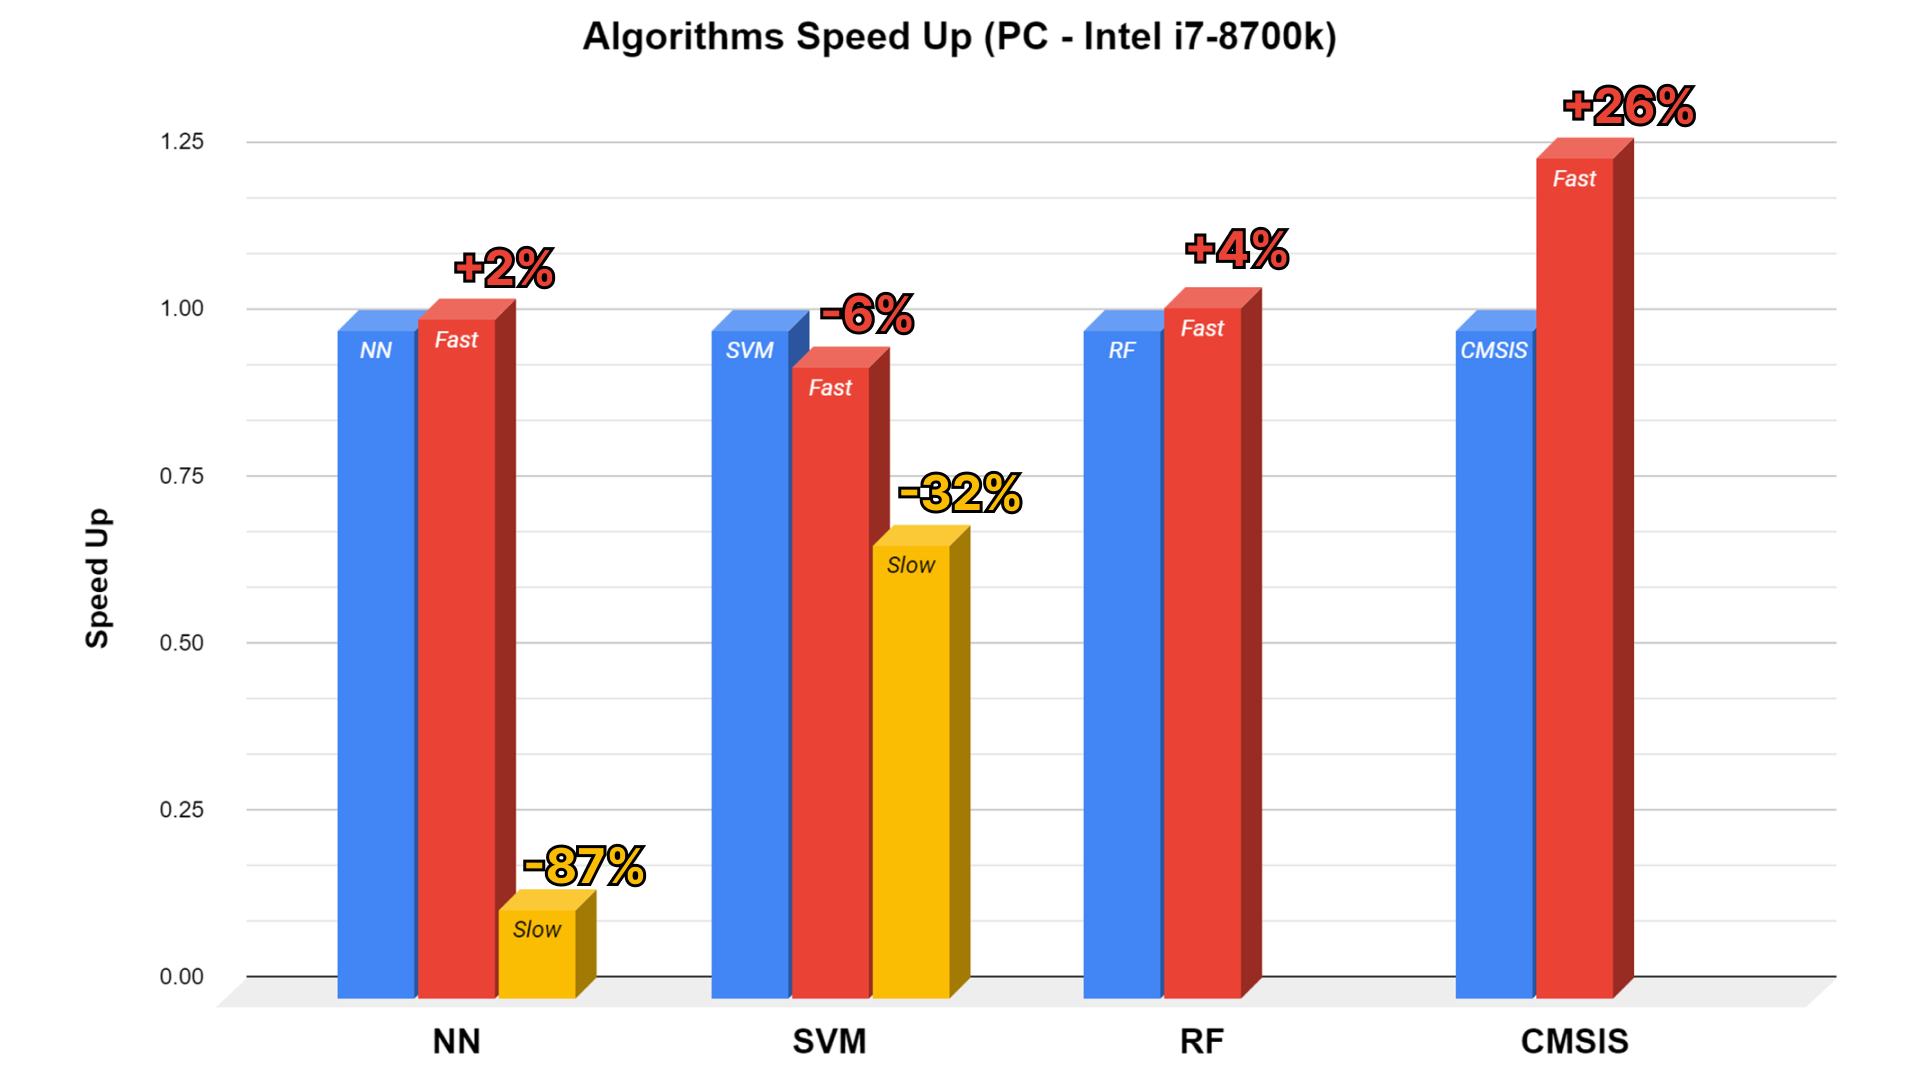 Algorithms Speed Up (PC - Intel i7-8700k)
Speed Up
1.25
1.00
0.75
0.50
0.25
0.00
NN
Fast
+2%
Slow
-87%
SVM
Fast
-6%
Slow
-32%
RF
Fast
+4%
CMSIS
Fast
+26%
NN
SVM
RF
CMSIS